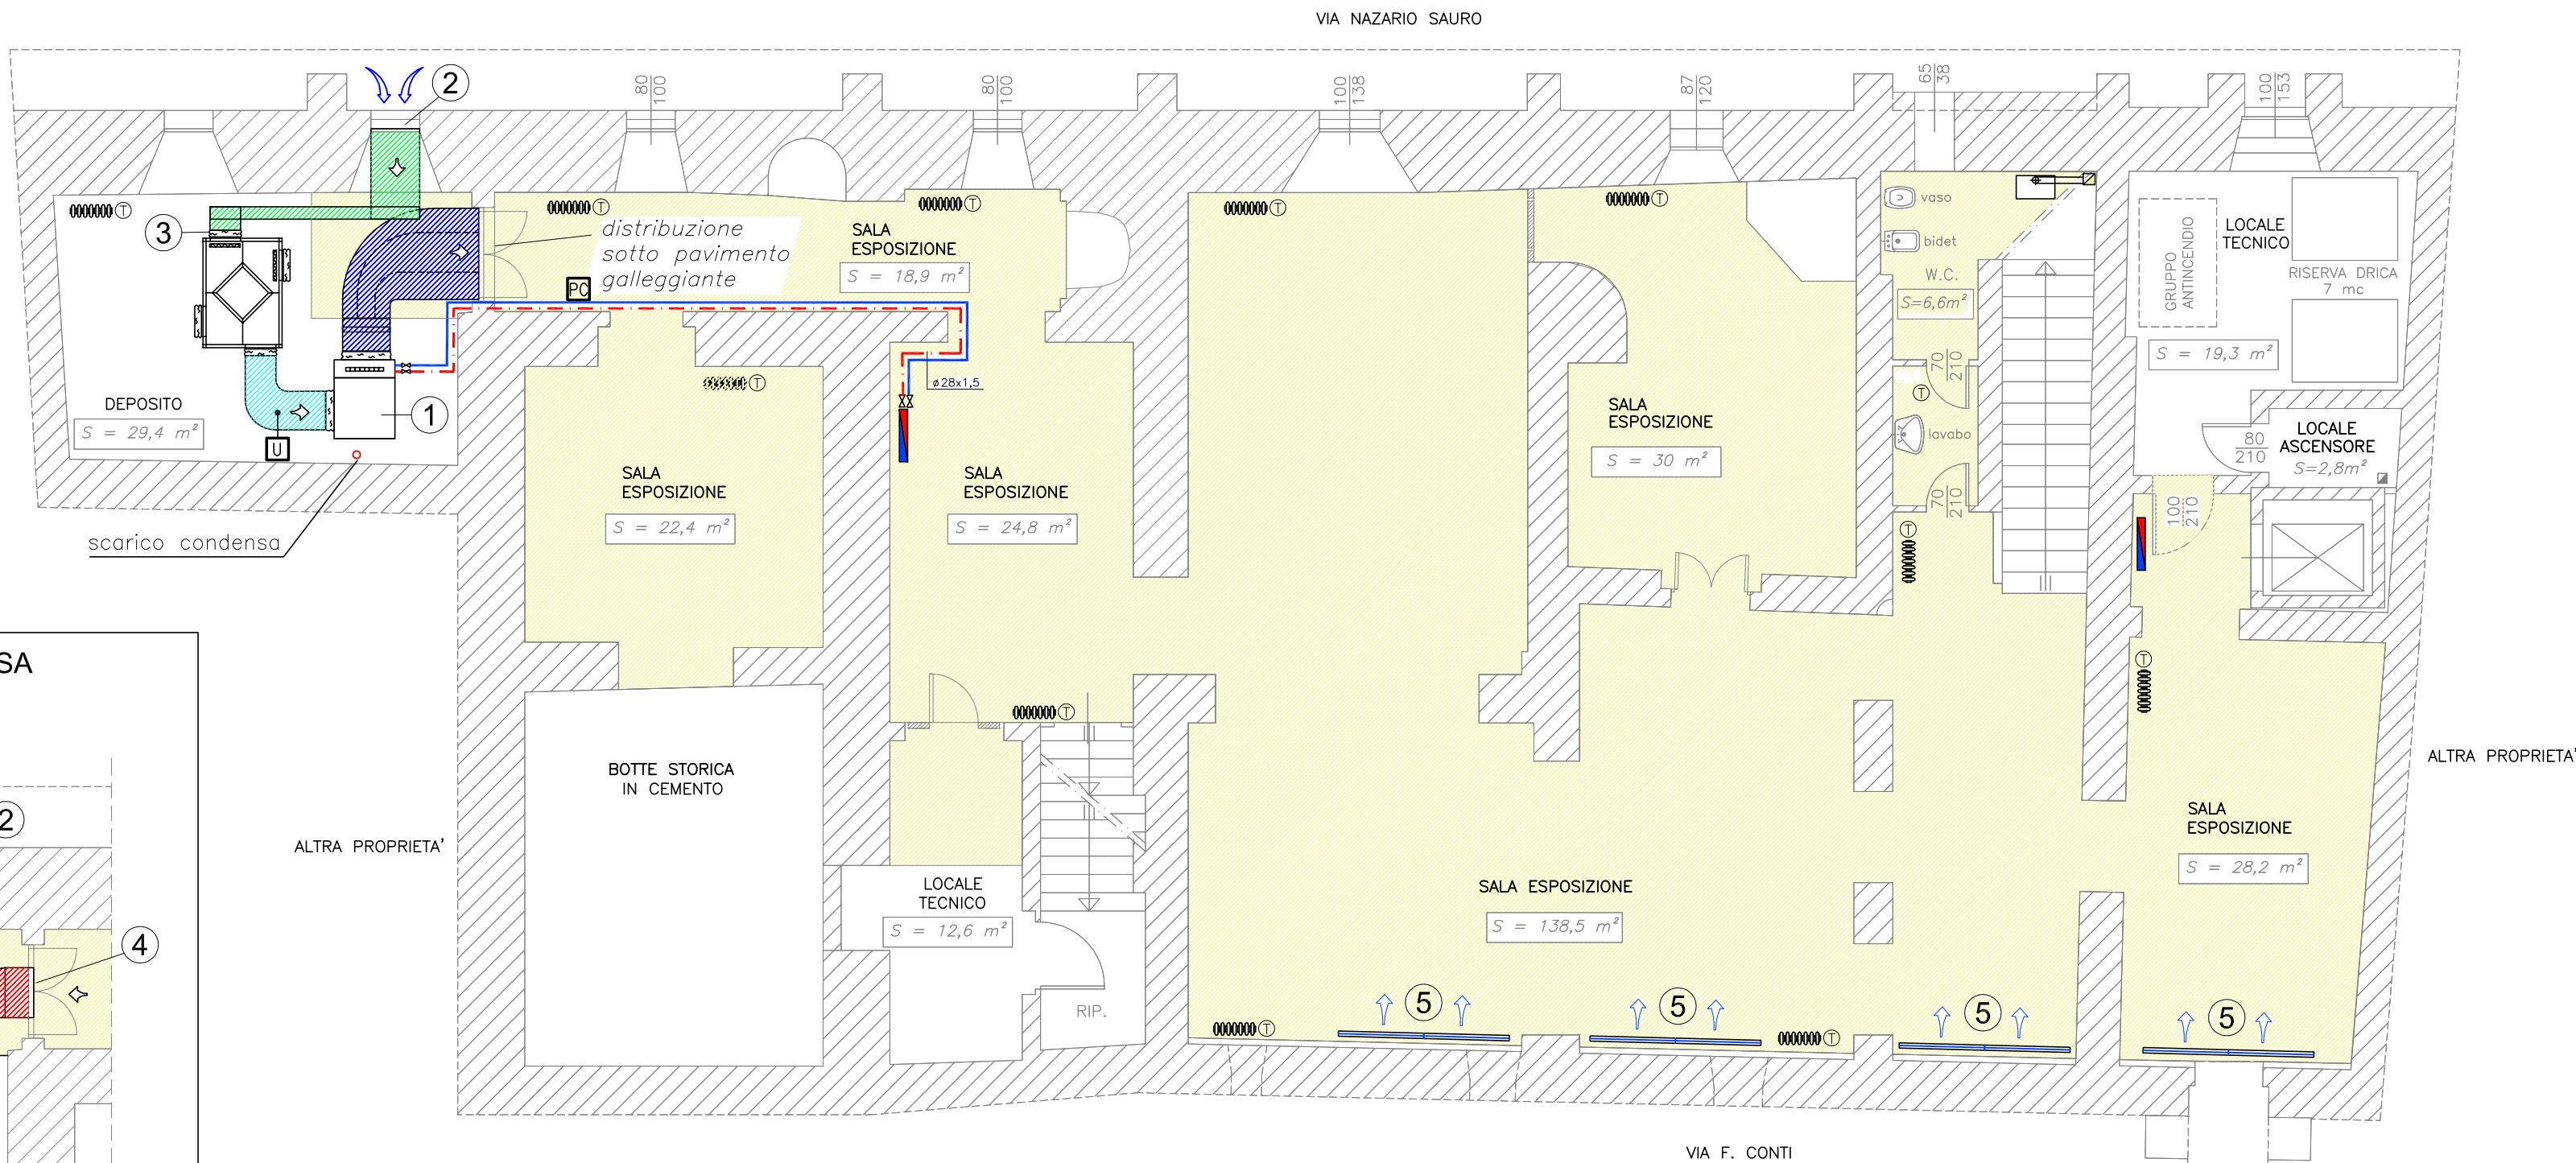 VIA NAZARIO SAURO
2
80
100
80
100
100
138
87
120
65
38
100
153
T
T
T
T
T
3
distribuzione
sotto pavimento
galleggiante
PC
SALA
ESPOSIZIONE
S = 18,9 m²
vaso
bidet
W.C.
S=6,6m²
GRUPPO
ANTINCENDIO
LOCALE
TECNICO
RISERVA DRICA
7 mc
S = 19,3 m²
ø28x1,5
T
70
210
T
DEPOSITO
S = 29,4 m²
1
U
SALA
ESPOSIZIONE
S = 30 m²
lavabo
80
210
LOCALE
ASCENSORE
S=2,8m²
SALA
ESPOSIZIONE
S = 22,4 m²
SALA
ESPOSIZIONE
S = 24,8 m²
70
210
100
210
T
scarico condensa
SA
T
T
BOTTE STORICA
IN CEMENTO
ALTRA PROPRIETA'
ALTRA PROPRIETA'
2
SALA
ESPOSIZIONE
S = 28,2 m²
LOCALE
TECNICO
S = 12,6 m²
SALA ESPOSIZIONE
S = 138,5 m²
4
RIP.
T
5
5
T
5
5
VIA F. CONTI